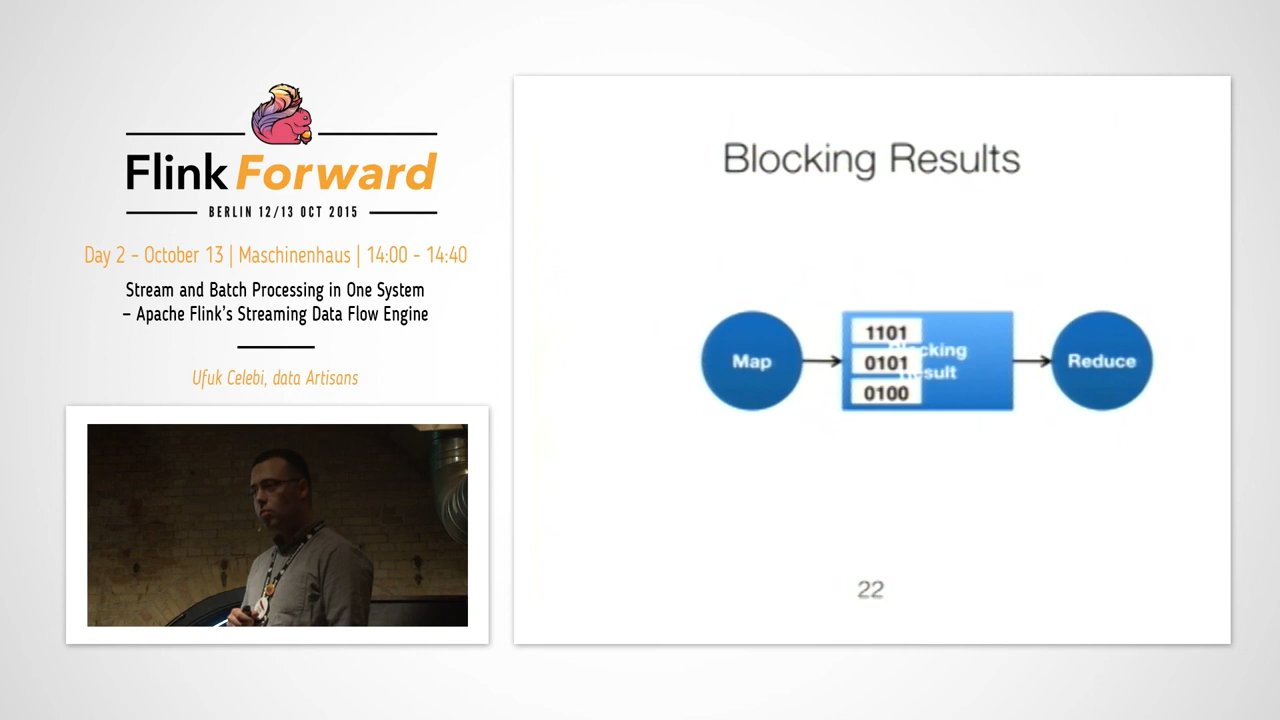 Flink Forward
BERLIN 12/13 OCT 2015
Day 2 - October 13 | Maschinenhaus | 14:00 - 14:40
Stream and Batch Processing in One System
– Apache Flink's Streaming Data Flow Engine
Ufuk Celebi, data Artisans
Blocking Results
Map
1101
0101
0100
Reduce
22